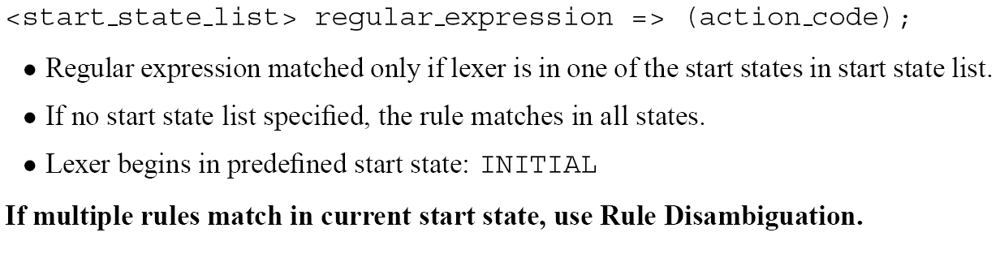 <start_state_list> regular_expression => (action_code);
• Regular expression matched only if lexer is in one of the start states in start state list.
• If no start state list specified, the rule matches in all states.
• Lexer begins in predefined start state: INITIAL
If multiple rules match in current start state, use Rule Disambiguation.